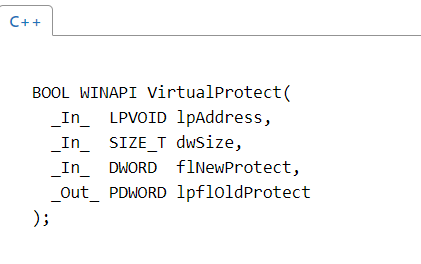 C++
BOOL WINAPI VirtualProtect(
  _In_  LPVOID lpAddress,
  _In_  SIZE_T dwSize,
  _In_  DWORD  flNewProtect,
  _Out_ PDWORD lpflOldProtect
);